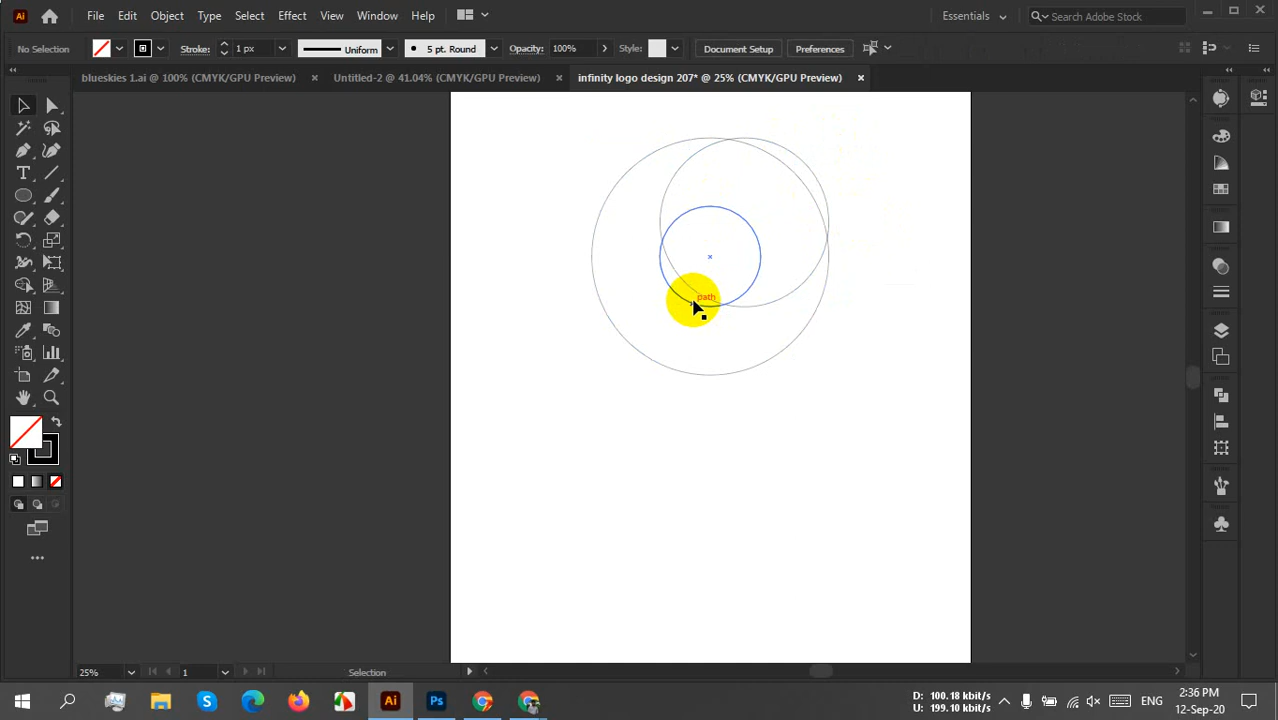 Ai File Edit Object Type Select Effect View Window Help Essentials Search Adobe Stock
No Selection Stroke: 1 px Uniform 5 pt. Round Opacity: 100% Style: Document Setup Preferences
blueskies 1.ai @ 100% (CMYK/GPU Preview) × Untitled-2 @ 41.04% (CMYK/GPU Preview) × infinity logo design 207* @ 25% (CMYK/GPU Preview) ×
path
25% 1 Selection
Ai Ps D: 100.18 kbit/s ENG 2:36 PM
U: 199.10 kbit/s 12-Sep-20